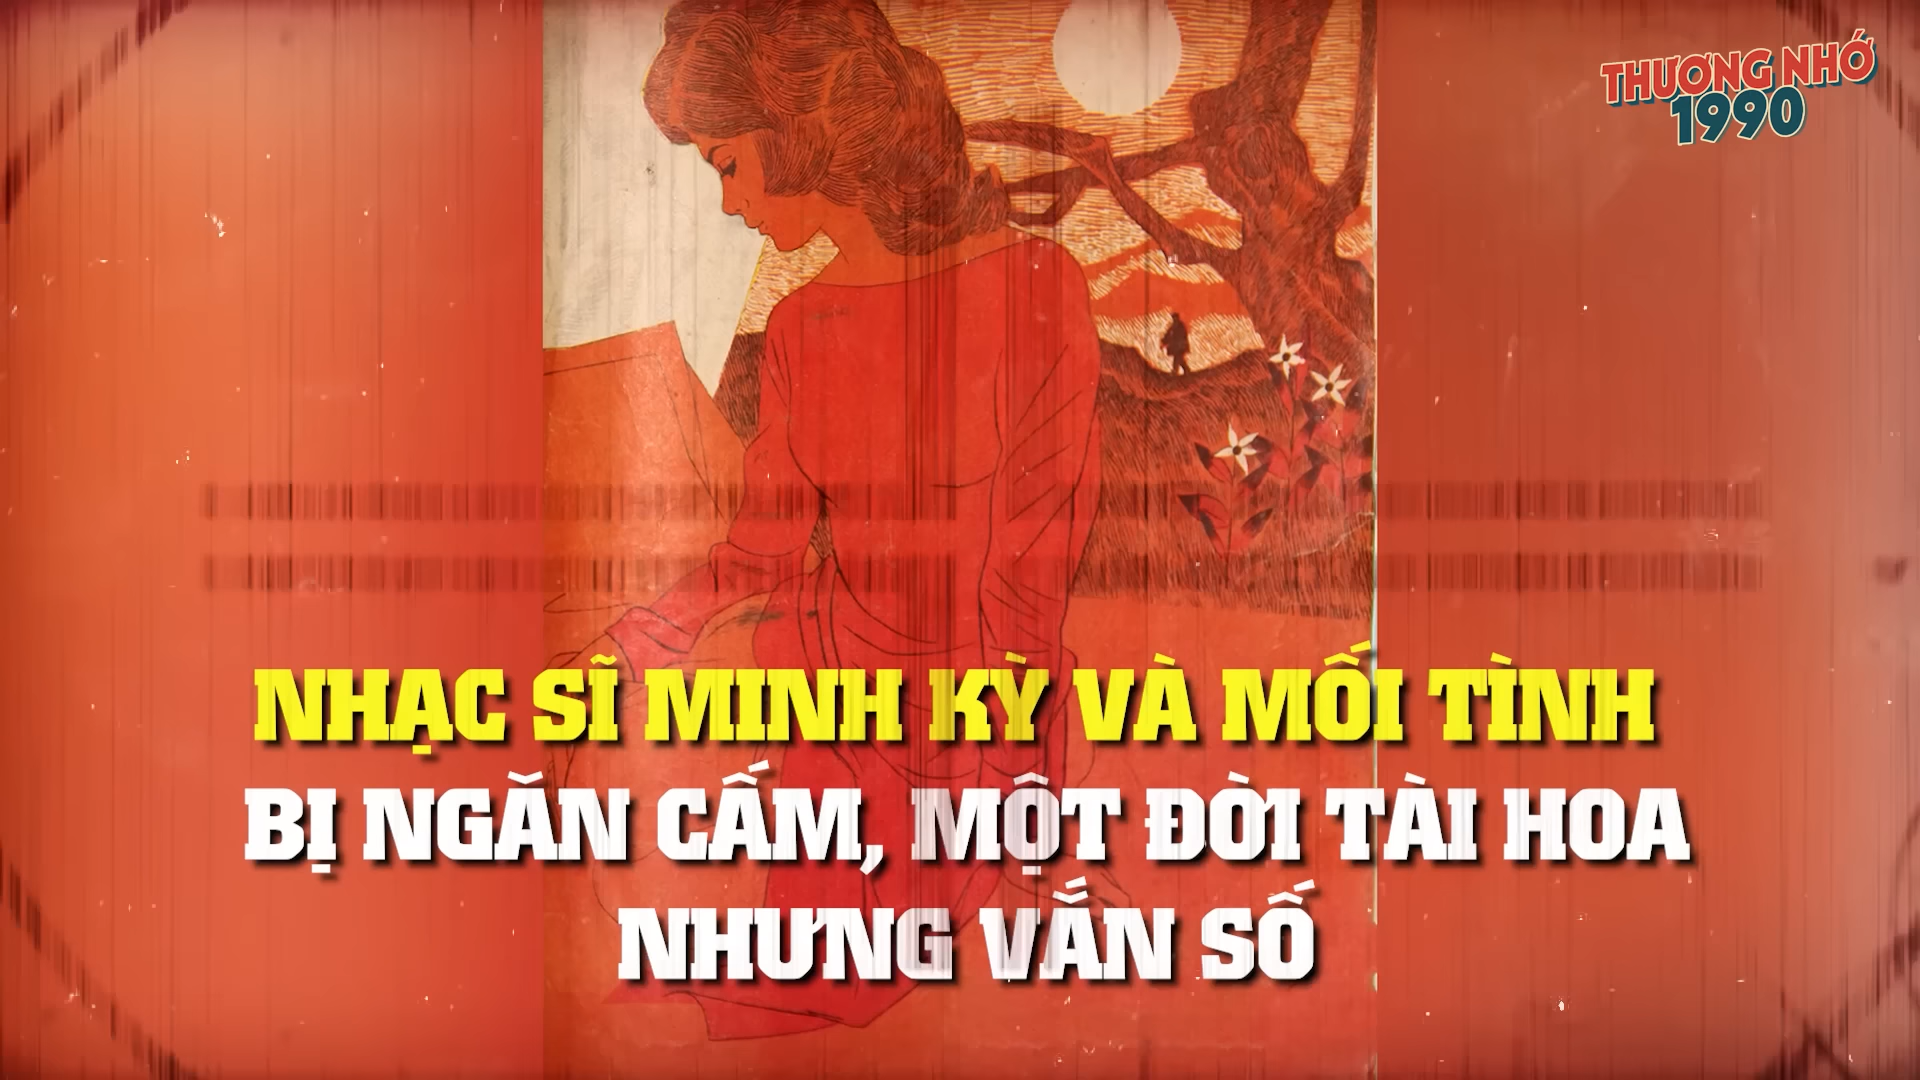 THƯƠNG NHỚ
1990
NHẠC SĨ MINH KỲ VÀ MỐI TÌNH
BỊ NGĂN CẤM, MỘT ĐỜI TÀI HOA
NHƯNG VẮN SỐ